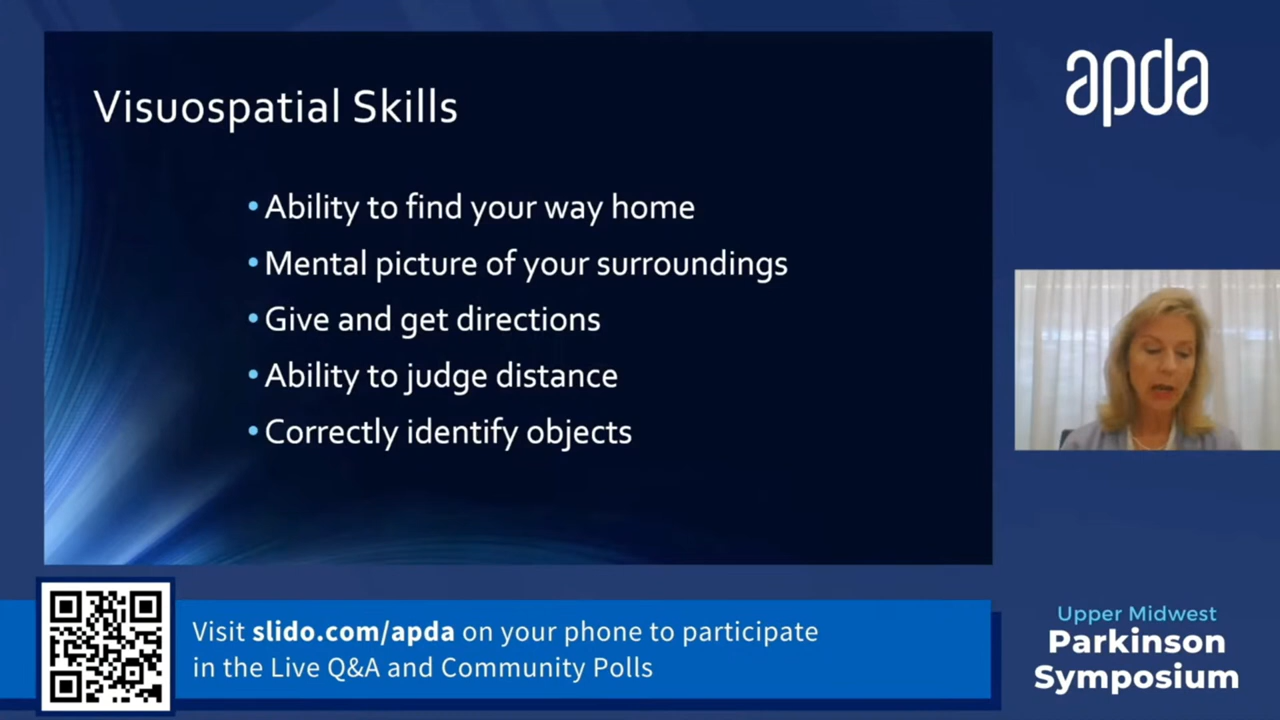 Visuospatial Skills
• Ability to find your way home
• Mental picture of your surroundings
• Give and get directions
• Ability to judge distance
• Correctly identify objects
apda
Visit slido.com/apda on your phone to participate
in the Live Q&A and Community Polls
Upper Midwest
Parkinson
Symposium